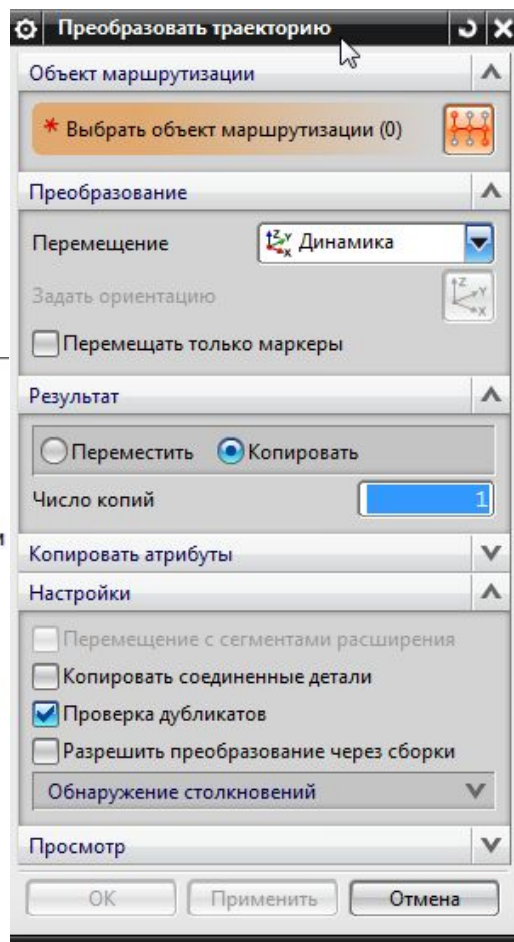 Преобразовать траекторию
Объект маршрутизации
* Выбрать объект маршрутизации (0)
Преобразование
Перемещение
Динамика
Задать ориентацию
Перемещать только маркеры
Результат
Переместить Копировать
Число копий 1
Копировать атрибуты
Настройки
Перемещение с сегментами расширения
Копировать соединенные детали
Проверка дубликатов
Разрешить преобразование через сборки
Обнаружение столкновений
Просмотр
ОК Применить Отмена